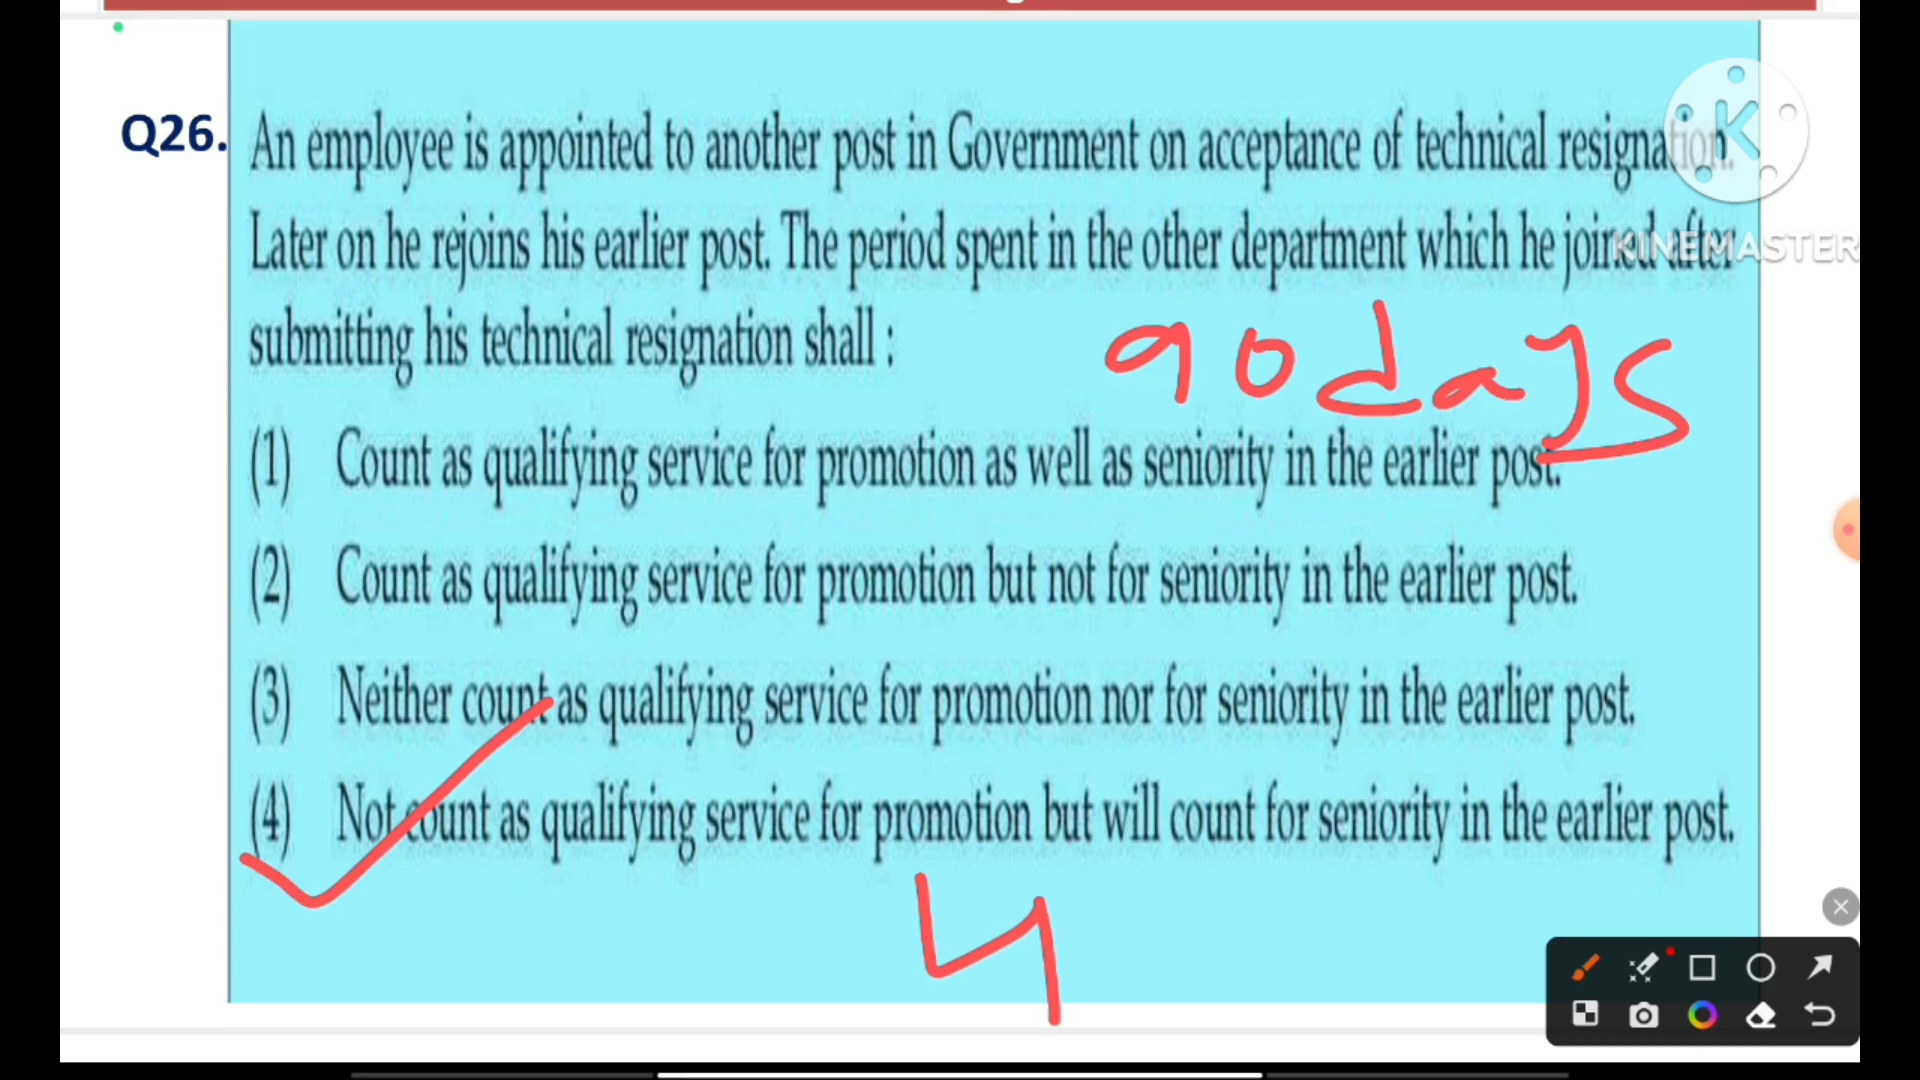 Q26. An employee is appointed to another post in Government on acceptance of technical resignation.
Later on he rejoins his earlier post. The period spent in the other department which he joined after
submitting his technical resignation shall :
90 days
(1) Count as qualifying service for promotion as well as seniority in the earlier post.
(2) Count as qualifying service for promotion but not for seniority in the earlier post.
(3) Neither count as qualifying service for promotion nor for seniority in the earlier post.
(4) Not count as qualifying service for promotion but will count for seniority in the earlier post.
4
K
KINEMASTER